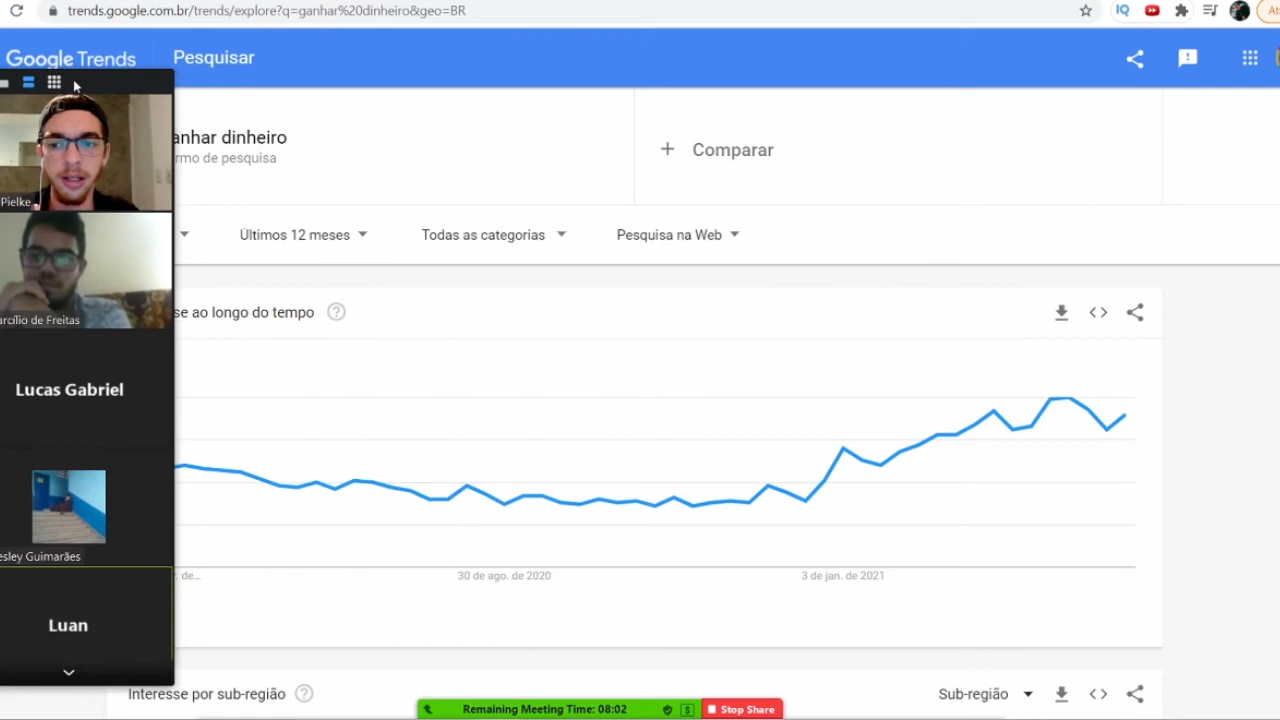 trends.google.com.br/trends/explore?q=ganhar%20dinheiro&geo=BR
IQ
At
Google Trends
Pesquisar
anhar dinheiro
rmo de pesquisa
+ Comparar
Pielke
Últimos 12 meses
Todas as categorias
Pesquisa na Web
se ao longo do tempo
?
arcílio de Freitas
Lucas Gabriel
esley Guimarães
r. de...
30 de ago. de 2020
3 de jan. de 2021
Luan
Interesse por sub-região
?
Sub-região
Remaining Meeting Time: 08:02
$
Stop Share